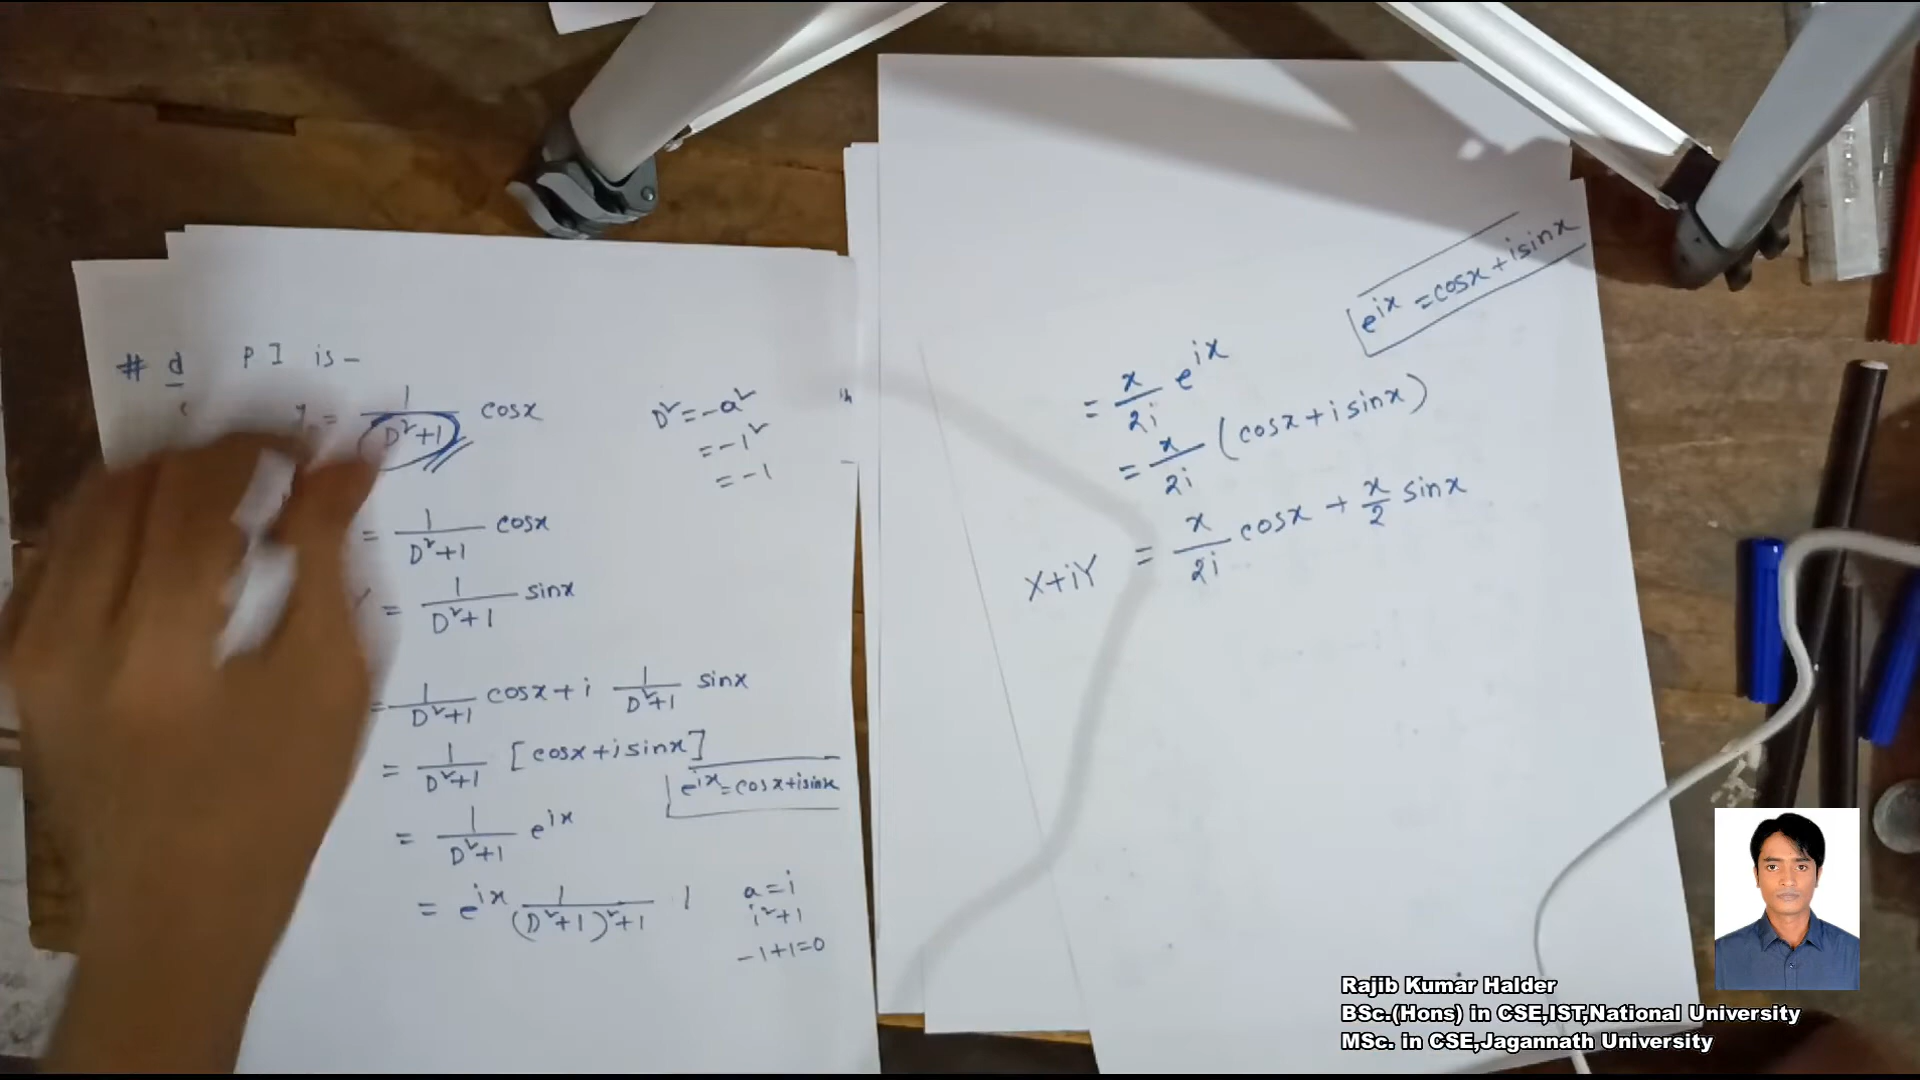 # d PI is -
= 1/(D²+1) cosx
D² = -a²
= -1²
= -1
= 1/(D²+1) cosx
= 1/(D²+1) sinx
= 1/(D²+1) cosx + i 1/(D²+1) sinx
= 1/(D²+1) [cosx + i sinx]
e^ix = cosx + isinx
= 1/(D²+1) e^ix
= e^ix 1/((D²+1)²+1) 1
a = i
i²+1
-1+1=0
e^ix = cosx + isinx
= x/2i e^ix
= x/2i (cosx + i sinx)
X+iY = x/2i cosx + x/2 sinx
Rajib Kumar Halder
BSc.(Hons) in CSE,IST,National University
MSc. in CSE,Jagannath University